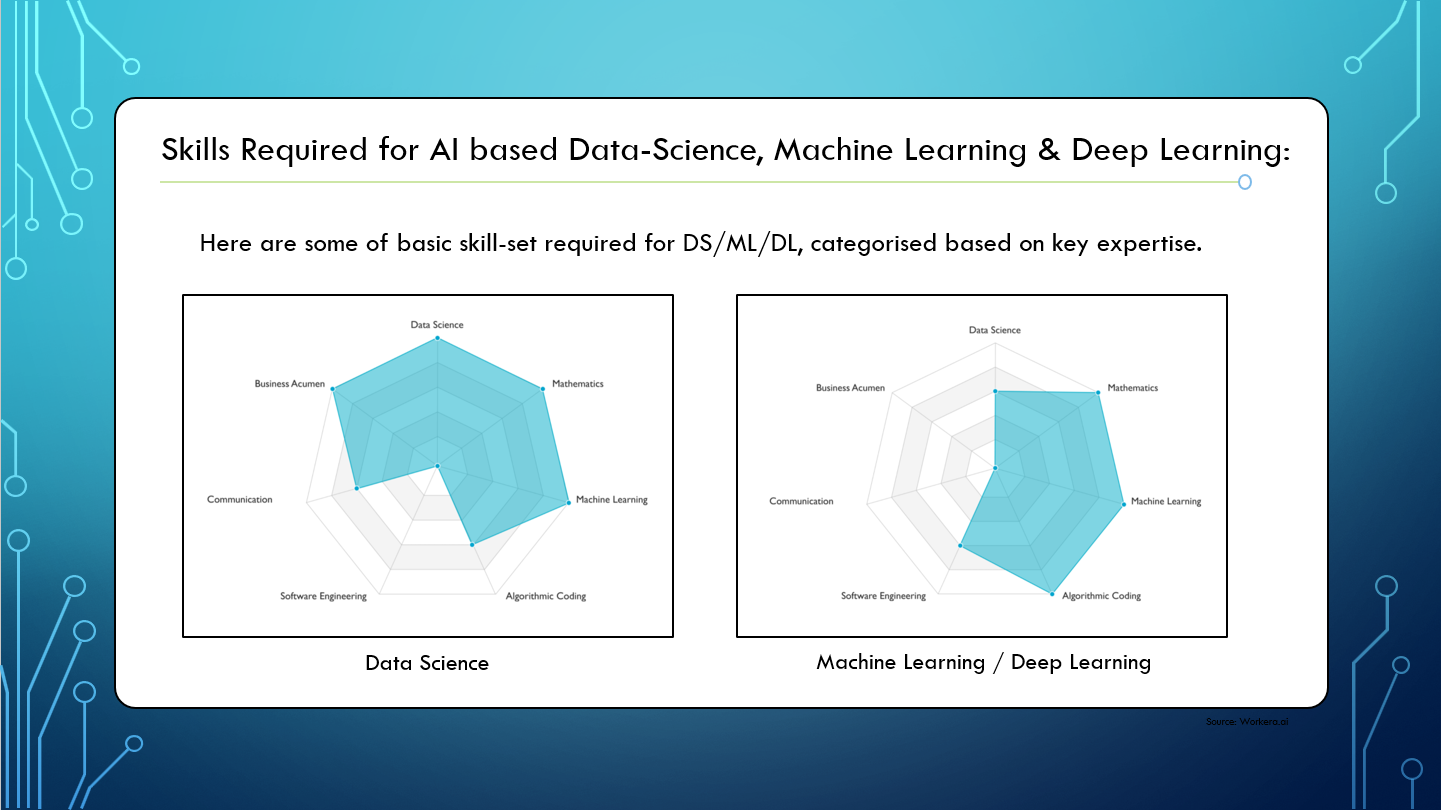 Skills Required for AI based Data-Science, Machine Learning & Deep Learning:
Here are some of basic skill-set required for DS/ML/DL, categorised based on key expertise.
Data Science
Business Acumen
Mathematics
Communication
Machine Learning
Software Engineering
Algorithmic Coding
Data Science
Data Science
Business Acumen
Mathematics
Communication
Machine Learning
Software Engineering
Algorithmic Coding
Machine Learning / Deep Learning
Source: Workera.ai